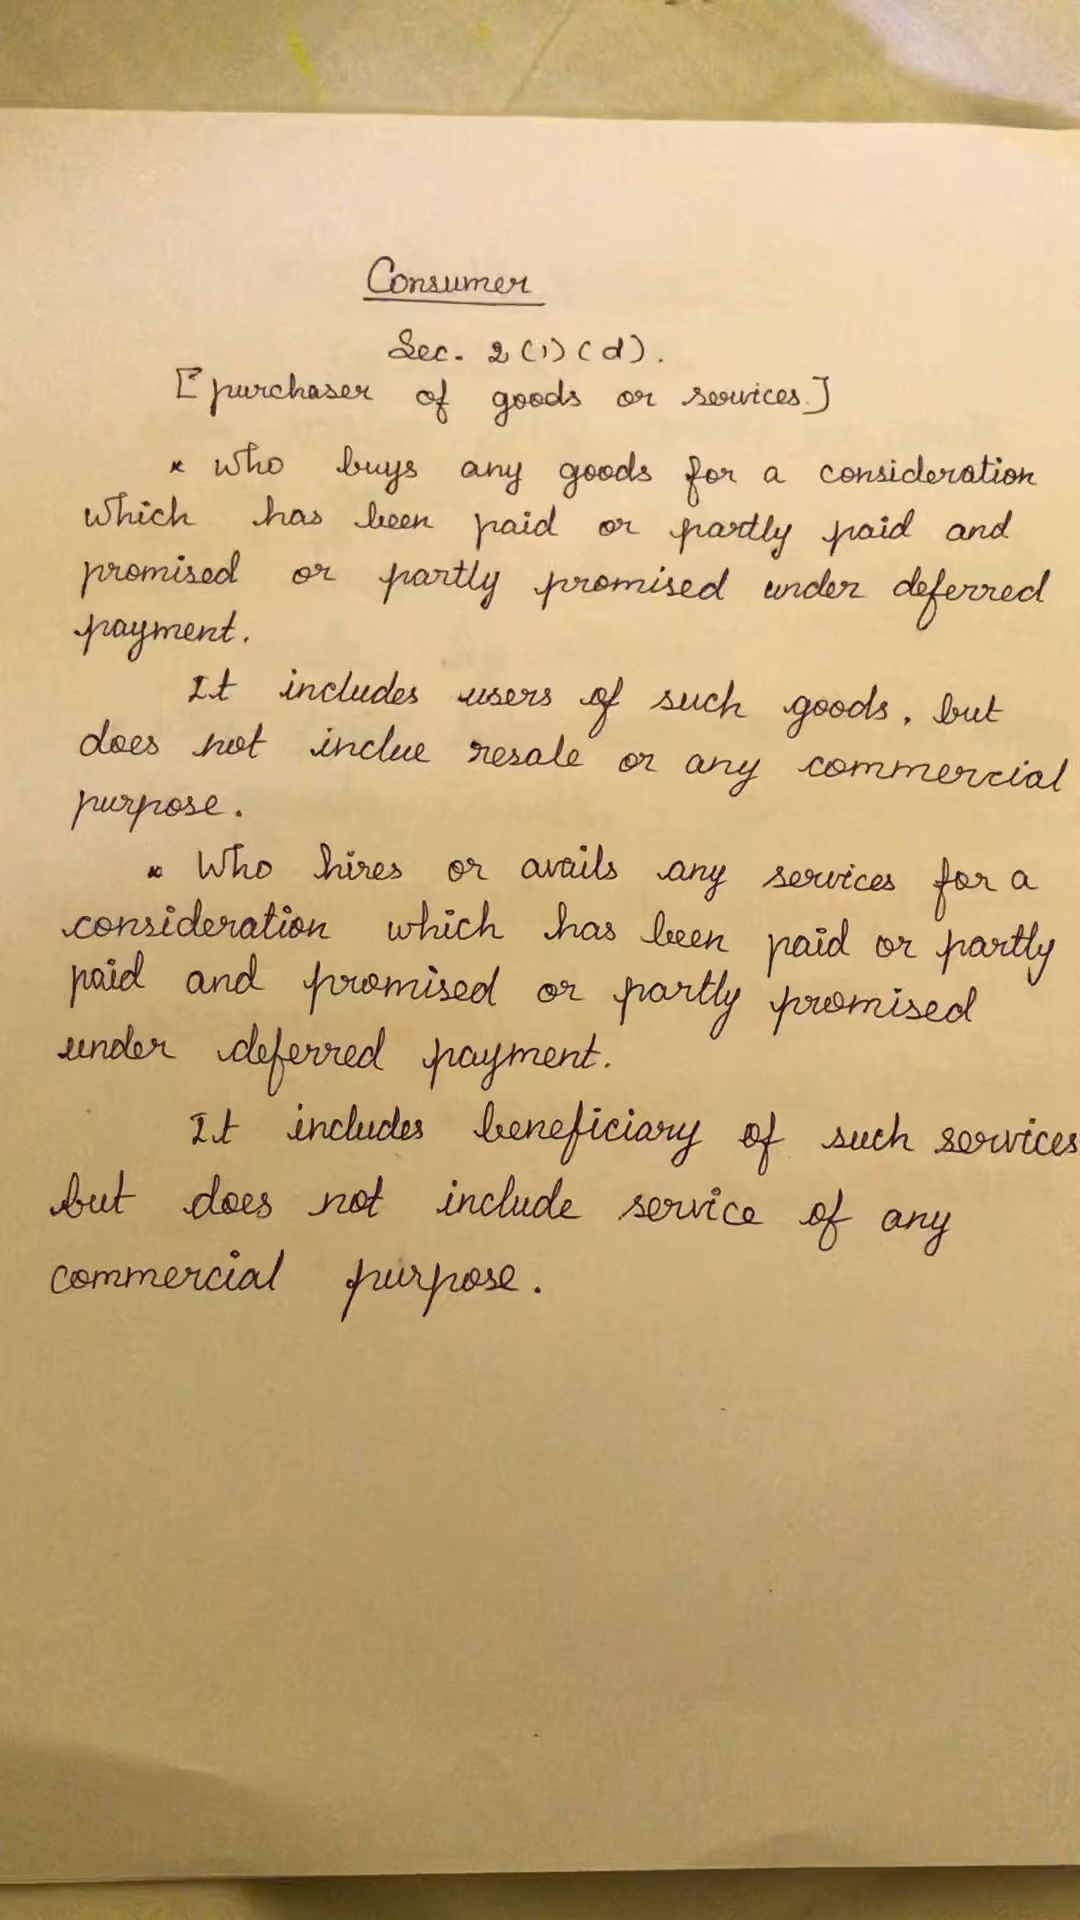 Consumer
Sec. 2 (1) (d).
[purchaser of goods or services.]
* Who buys any goods for a consideration
which has been paid or partly paid and
promised or partly promised under deferred
payment.
It includes users of such goods, but
does not inclue resale or any commercial
purpose.
* Who hires or avails any services for a
consideration which has been paid or partly
paid and promised or partly promised
under deferred payment.
It includes beneficiary of such services
but does not include service of any
commercial purpose.